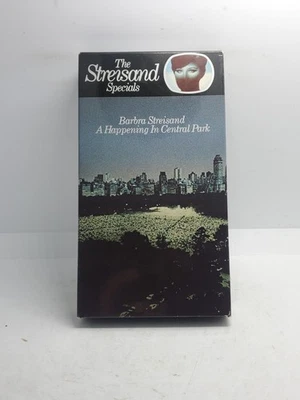 The
Streisand
Specials
Barbra Streisand
A Happening In Central Park